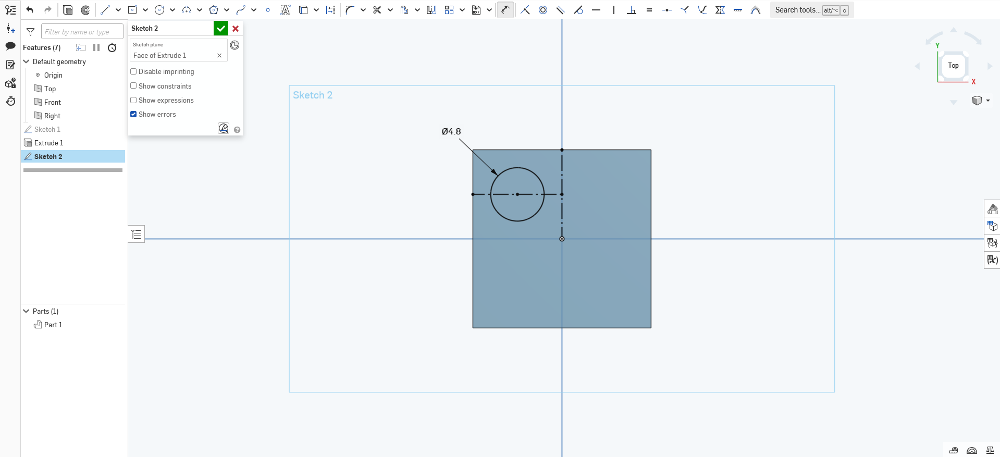 Search tools... alt/⌥ c
Filter by name or type
Features (7)
Default geometry
Origin
Top
Front
Right
Sketch 1
Extrude 1
Sketch 2
Parts (1)
Part 1
Sketch 2
Sketch plane
Face of Extrude 1
Disable imprinting
Show constraints
Show expressions
Show errors
Sketch 2
Ø4.8
Y
Top
X